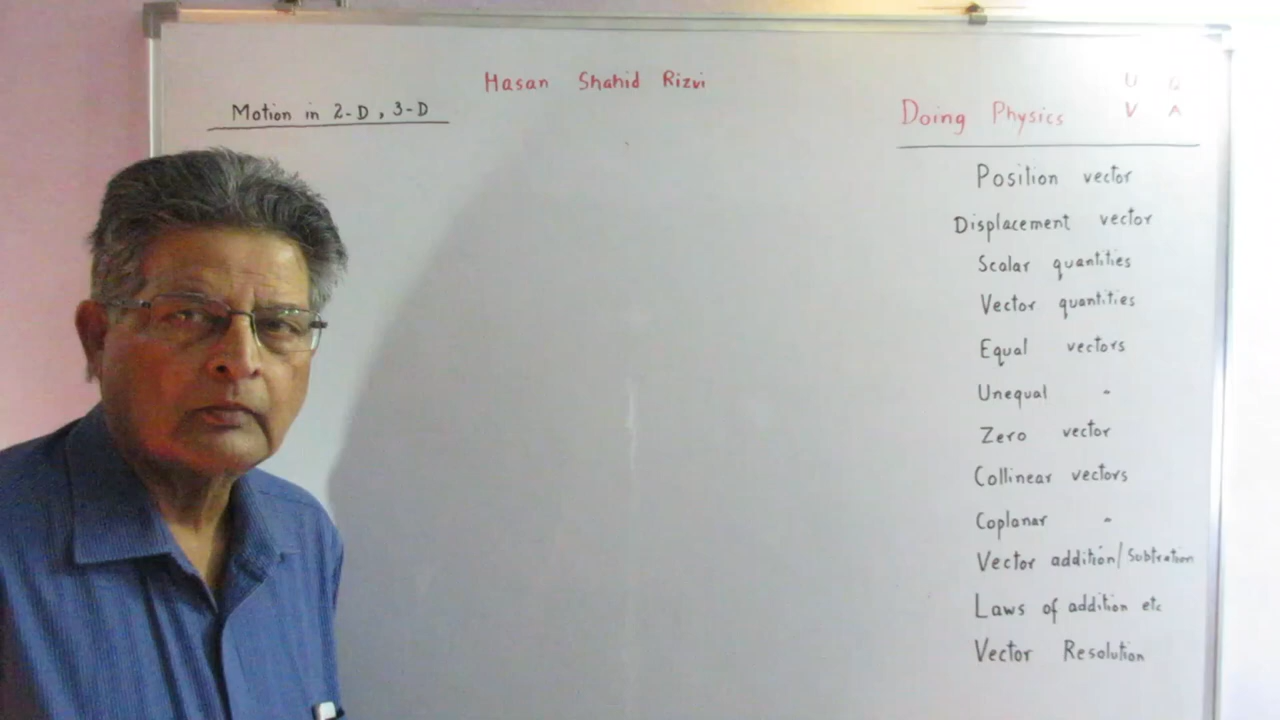 Hasan Shahid Rizvi
Motion in 2-D, 3-D
U Q
Doing Physics V A
Position vector
Displacement vector
Scalar quantities
Vector quantities
Equal vectors
Unequal "
Zero vector
Collinear vectors
Coplanar "
Vector addition/Subtration
Laws of addition etc
Vector Resolution